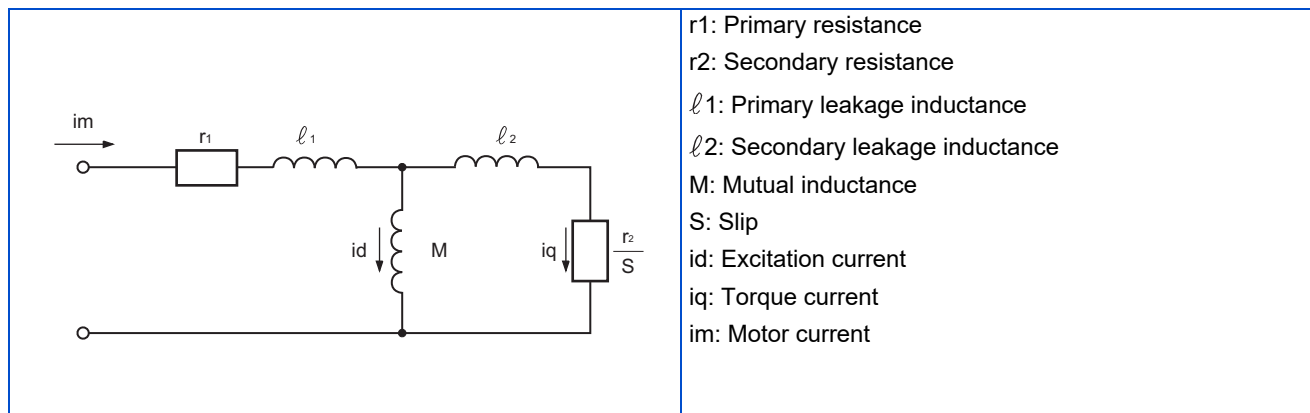 im
r1
ℓ1
ℓ2
id
M
iq
r2
S
r1: Primary resistance
r2: Secondary resistance
ℓ1: Primary leakage inductance
ℓ2: Secondary leakage inductance
M: Mutual inductance
S: Slip
id: Excitation current
iq: Torque current
im: Motor current